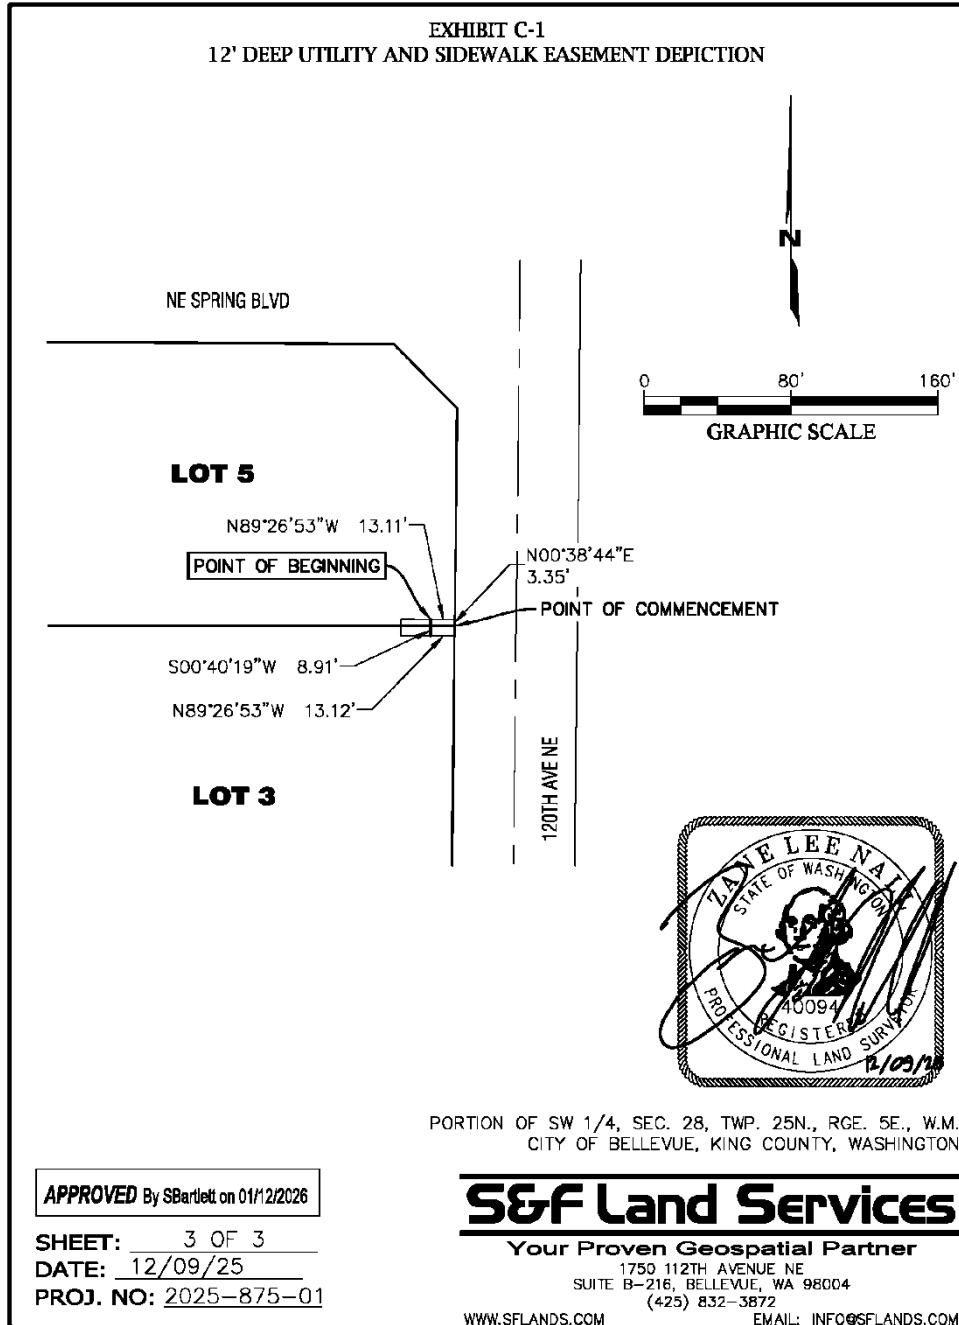 EXHIBIT C-1
12' DEEP UTILITY AND SIDEWALK EASEMENT DEPICTION
N
NE SPRING BLVD
0 80' 160'
GRAPHIC SCALE
LOT 5
N89°26'53"W 13.11'
N00°38'44"E
3.35'
POINT OF BEGINNING
POINT OF COMMENCEMENT
S00°40'19"W 8.91'
N89°26'53"W 13.12'
120TH AVE NE
LOT 3
ZANE LEE
STATE OF WASHINGTON
40094
REGISTERED
PROFESSIONAL LAND SURVEYOR
PORTION OF SW 1/4, SEC. 28, TWP. 25N., RGE. 5E., W.M.
CITY OF BELLEVUE, KING COUNTY, WASHINGTON
APPROVED By SBartlett on 01/12/2026
SHEET: 3 OF 3
DATE: 12/09/25
PROJ. NO: 2025-875-01
S&F Land Services
Your Proven Geospatial Partner
1750 112TH AVENUE NE
SUITE B-216, BELLEVUE, WA 98004
(425) 832-3872
WWW.SFLANDS.COM EMAIL: INFO@SFLANDS.COM